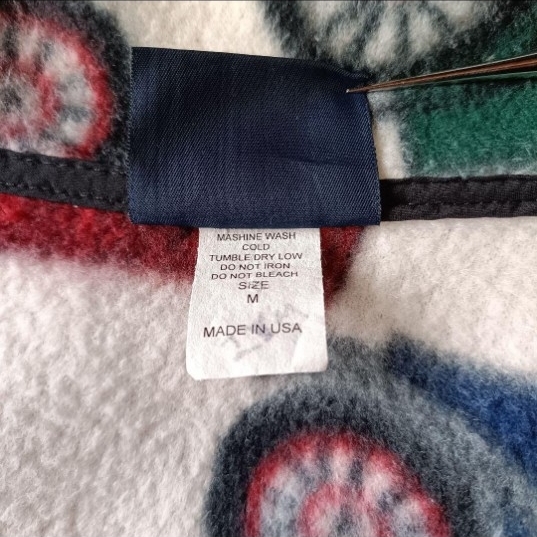 MASHINE WASH
COLD
TUMBLE DRY LOW
DO NOT IRON
DO NOT BLEACH
SIZE
M
MADE IN USA